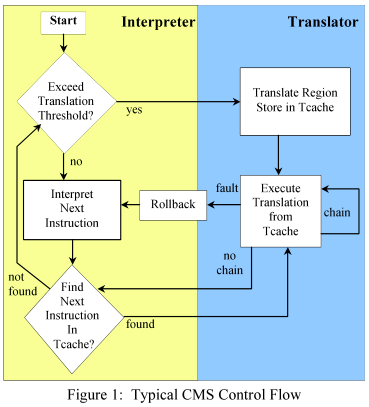 Interpreter
Translator
Start
Exceed
Translation
Threshold?
yes
Translate Region
Store in Tcache
no
Interpret
Next
Instruction
Rollback
fault
Execute
Translation
from
Tcache
chain
no
chain
not
found
Find
Next
Instruction
In
Tcache?
found
Figure 1: Typical CMS Control Flow